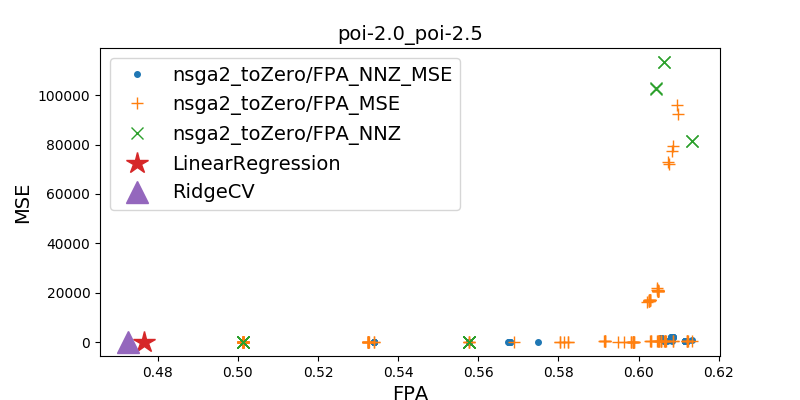 poi-2.0_poi-2.5
nsga2_toZero/FPA_NNZ_MSE
nsga2_toZero/FPA_MSE
nsga2_toZero/FPA_NNZ
LinearRegression
RidgeCV
MSE
100000
80000
60000
40000
20000
0
0.48 0.50 0.52 0.54 0.56 0.58 0.60 0.62
FPA